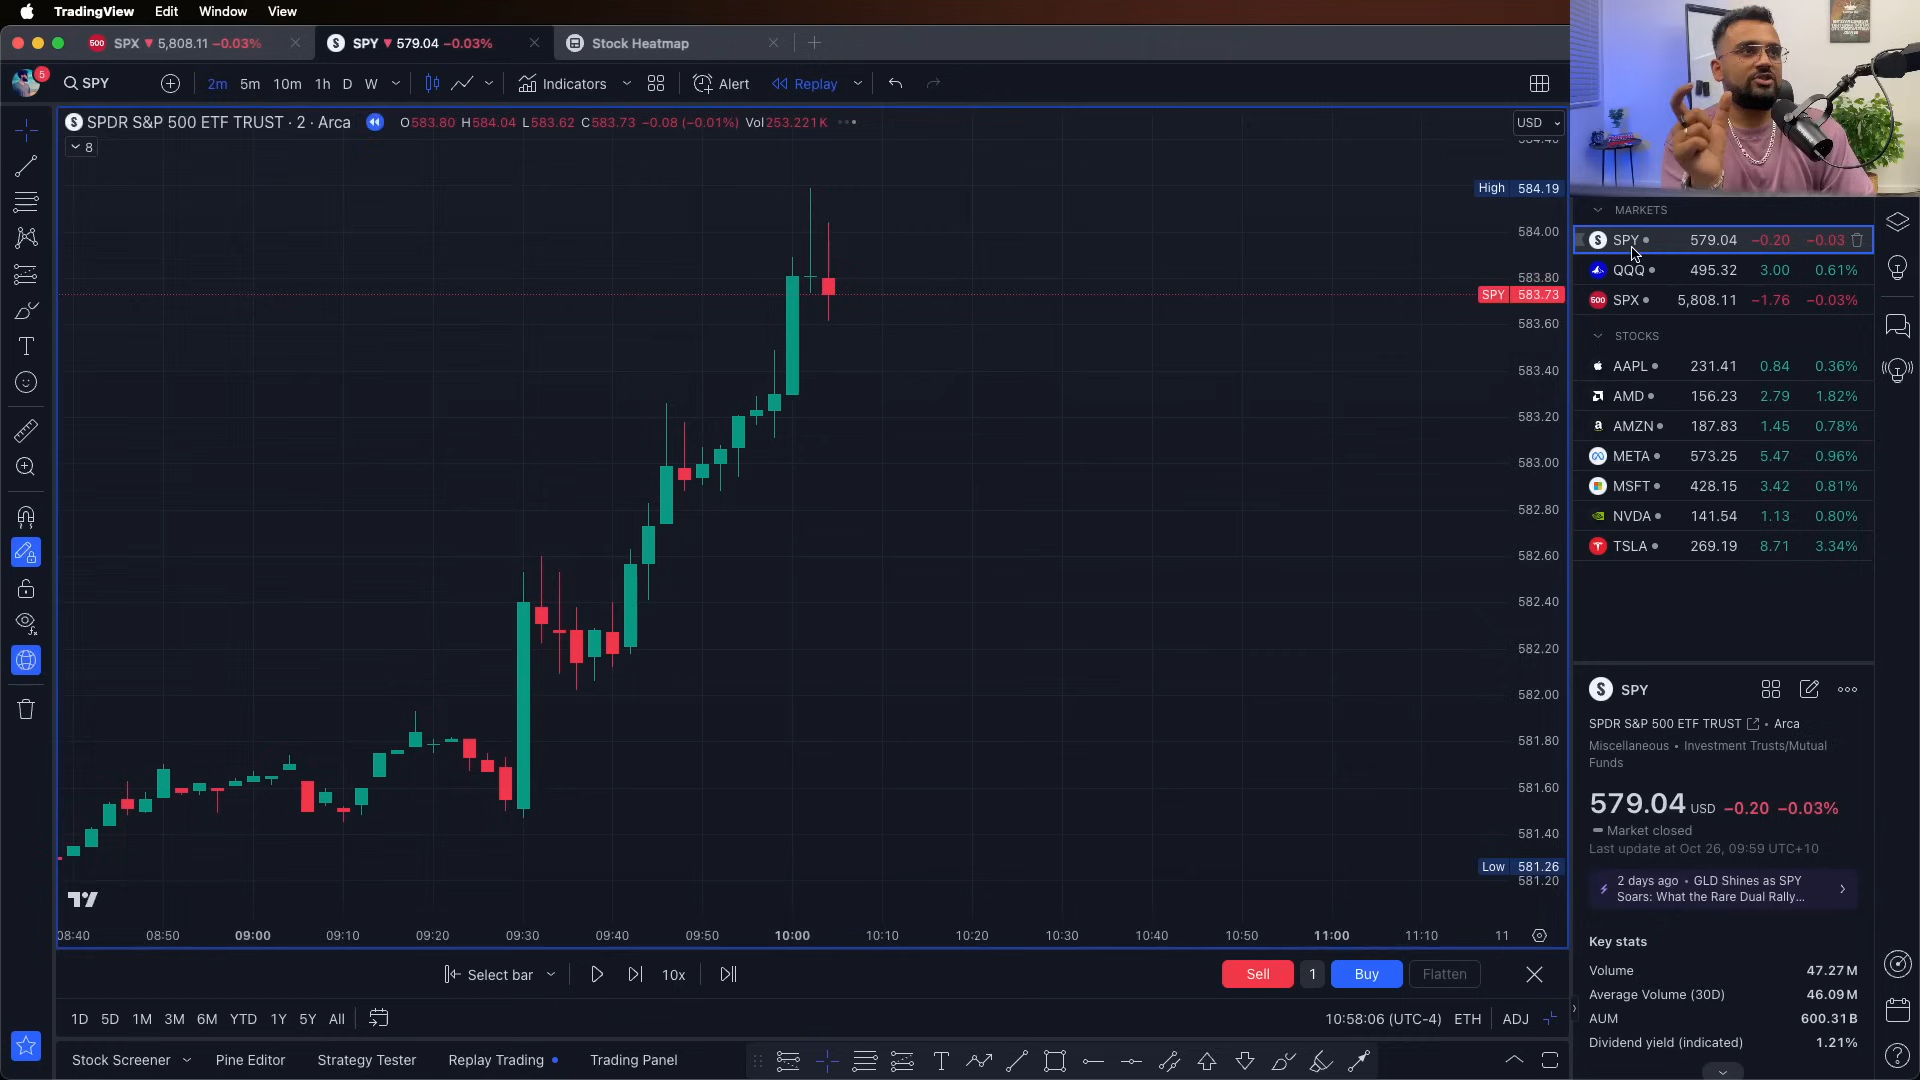 TradingView Edit Window View
500 SPX 5,808.11 −0.03%
S SPY 579.04 −0.03%
Stock Heatmap
5
SPY 2m 5m 10m 1h D W Indicators Alert Replay
S SPDR S&P 500 ETF TRUST · 2 · Arca O583.80 H584.04 L583.62 C583.73 −0.08 (−0.01%) Vol253.221K
8
USD
584.40
High 584.19
584.00
583.80
SPY 583.73
583.60
583.40
583.20
583.00
582.80
582.60
582.40
582.20
582.00
581.80
581.60
581.40
Low 581.26
581.20
08:40 08:50 09:00 09:10 09:20 09:30 09:40 09:50 10:00 10:10 10:20 10:30 10:40 10:50 11:00 11:10 11
Select bar 10x Sell 1 Buy Flatten
1D 5D 1M 3M 6M YTD 1Y 5Y All 10:58:06 (UTC-4) ETH ADJ
Stock Screener Pine Editor Strategy Tester Replay Trading Trading Panel
MARKETS
S SPY 579.04 −0.20 −0.03
QQQ 495.32 3.00 0.61%
500 SPX 5,808.11 −1.76 −0.03%
STOCKS
AAPL 231.41 0.84 0.36%
AMD 156.23 2.79 1.82%
AMZN 187.83 1.45 0.78%
META 573.25 5.47 0.96%
MSFT 428.15 3.42 0.81%
NVDA 141.54 1.13 0.80%
TSLA 269.19 8.71 3.34%
S SPY
SPDR S&P 500 ETF TRUST • Arca
Miscellaneous • Investment Trusts/Mutual
Funds
579.04 USD −0.20 −0.03%
Market closed
Last update at Oct 26, 09:59 UTC+10
2 days ago • GLD Shines as SPY
Soars: What the Rare Dual Rally...
Key stats
Volume 47.27M
Average Volume (30D) 46.09M
AUM 600.31B
Dividend yield (indicated) 1.21%